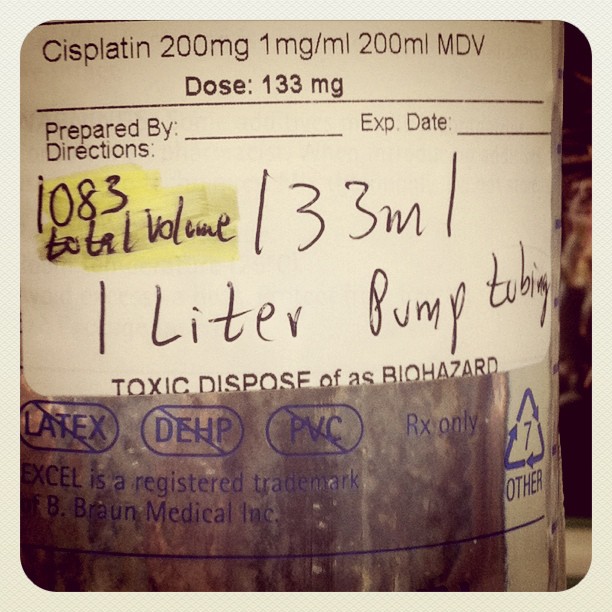 Cisplatin 200mg 1mg/ml 200ml MDV
Dose: 133 mg
Prepared By: Exp. Date:
Directions:
1083
total volume
133ml
1 Liter Pump tubing
TOXIC DISPOSE of as BIOHAZARD
LATEX DEHP PVC Rx only
7
OTHER
EXCEL is a registered trademark
of B. Braun Medical Inc.